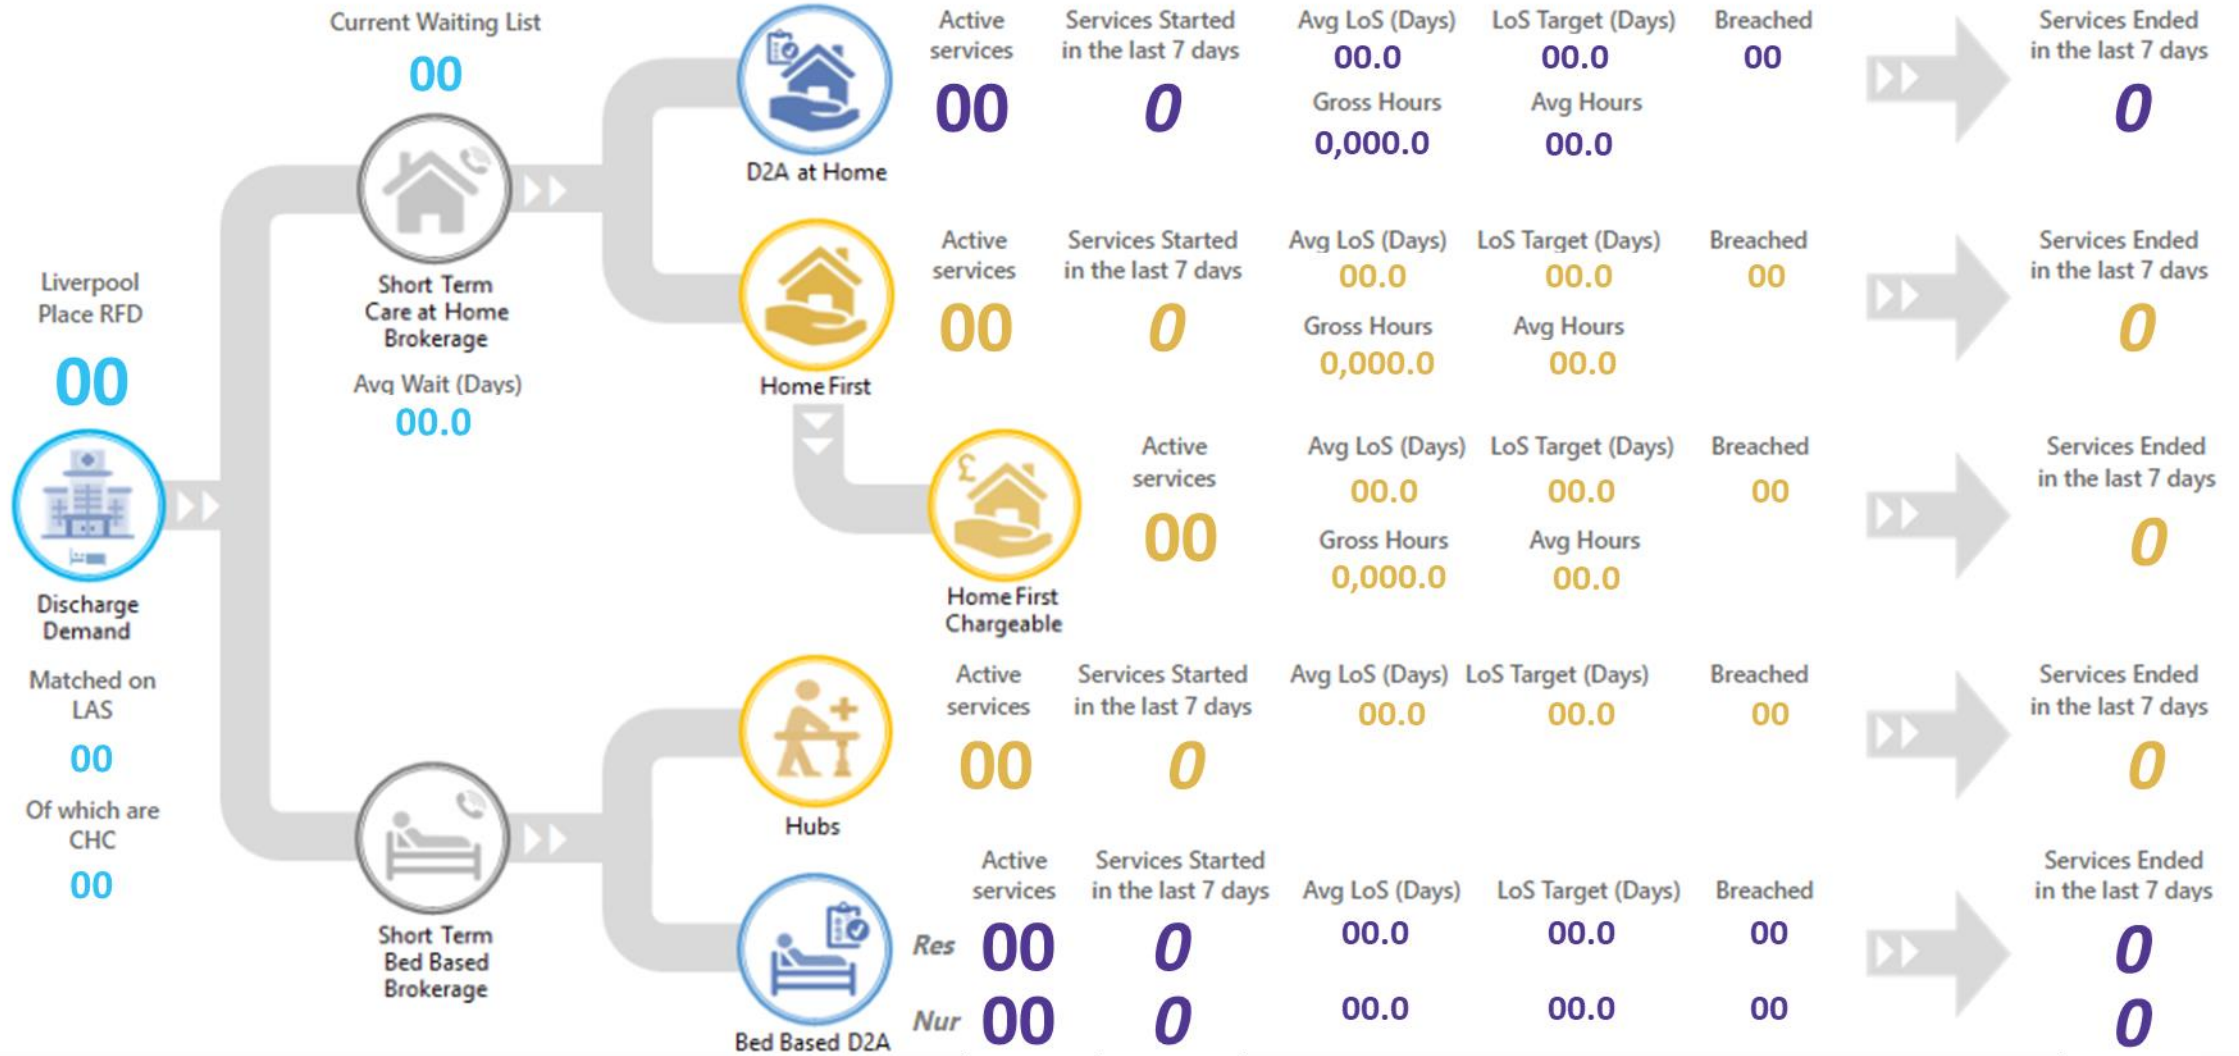 Liverpool
Place RFD
00
Discharge
Demand
Matched on
LAS
00
Of which are
CHC
00
Current Waiting List
00
Short Term
Care at Home
Brokerage
Avg Wait (Days)
00.0
Short Term
Bed Based
Brokerage
D2A at Home
Active
services
00
Services Started
in the last 7 days
0
Avg LoS (Days)
00.0
LoS Target (Days)
00.0
Breached
00
Gross Hours
0,000.0
Avg Hours
00.0
Services Ended
in the last 7 days
0
Home First
Active
services
00
Services Started
in the last 7 days
0
Avg LoS (Days)
00.0
LoS Target (Days)
00.0
Breached
00
Gross Hours
0,000.0
Avg Hours
00.0
Services Ended
in the last 7 days
0
£
Home First
Chargeable
Active
services
00
Avg LoS (Days)
00.0
LoS Target (Days)
00.0
Breached
00
Gross Hours
0,000.0
Avg Hours
00.0
Services Ended
in the last 7 days
0
Hubs
Active
services
00
Services Started
in the last 7 days
0
Avg LoS (Days)
00.0
LoS Target (Days)
00.0
Breached
00
Services Ended
in the last 7 days
0
Bed Based D2A
Active
services
Services Started
in the last 7 days
Avg LoS (Days)
LoS Target (Days)
Breached
Services Ended
in the last 7 days
Res 00 0 00.0 00.0 00 0
Nur 00 0 00.0 00.0 00 0